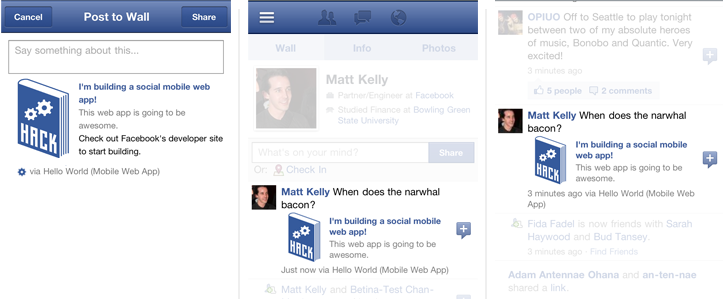 Cancel
Post to Wall
Share
Say something about this...
HACK
I'm building a social mobile web
app!
This web app is going to be
awesome.
Check out Facebook's developer site
to start building.
via Hello World (Mobile Web App)
Wall
Info
Photos
Matt Kelly
Partner/Engineer at Facebook
Studied Finance at Bowling Green
State University
What's on your mind?
Share
Or:
Check In
Matt Kelly When does the narwhal
bacon?
HACK
I'm building a social mobile
web app!
This web app is going to be
awesome.
Just now via Hello World (Mobile Web App)
Matt Kelly and Betina-Test Chan-
OPIUO Off to Seattle to play tonight
between two of my absolute heroes
of music, Bonobo and Quantic. Very
excited!
3 minutes ago
5 people
2 comments
Matt Kelly When does the narwhal
bacon?
HACK
I'm building a social mobile
web app!
This web app is going to be
awesome.
3 minutes ago via Hello World (Mobile Web
App)
Fida Fadel is now friends with Sarah
Haywood and Bud Tansey.
3 minutes ago · Find Friends
Adam Antennae Ohana and an-ten-nae
shared a link.